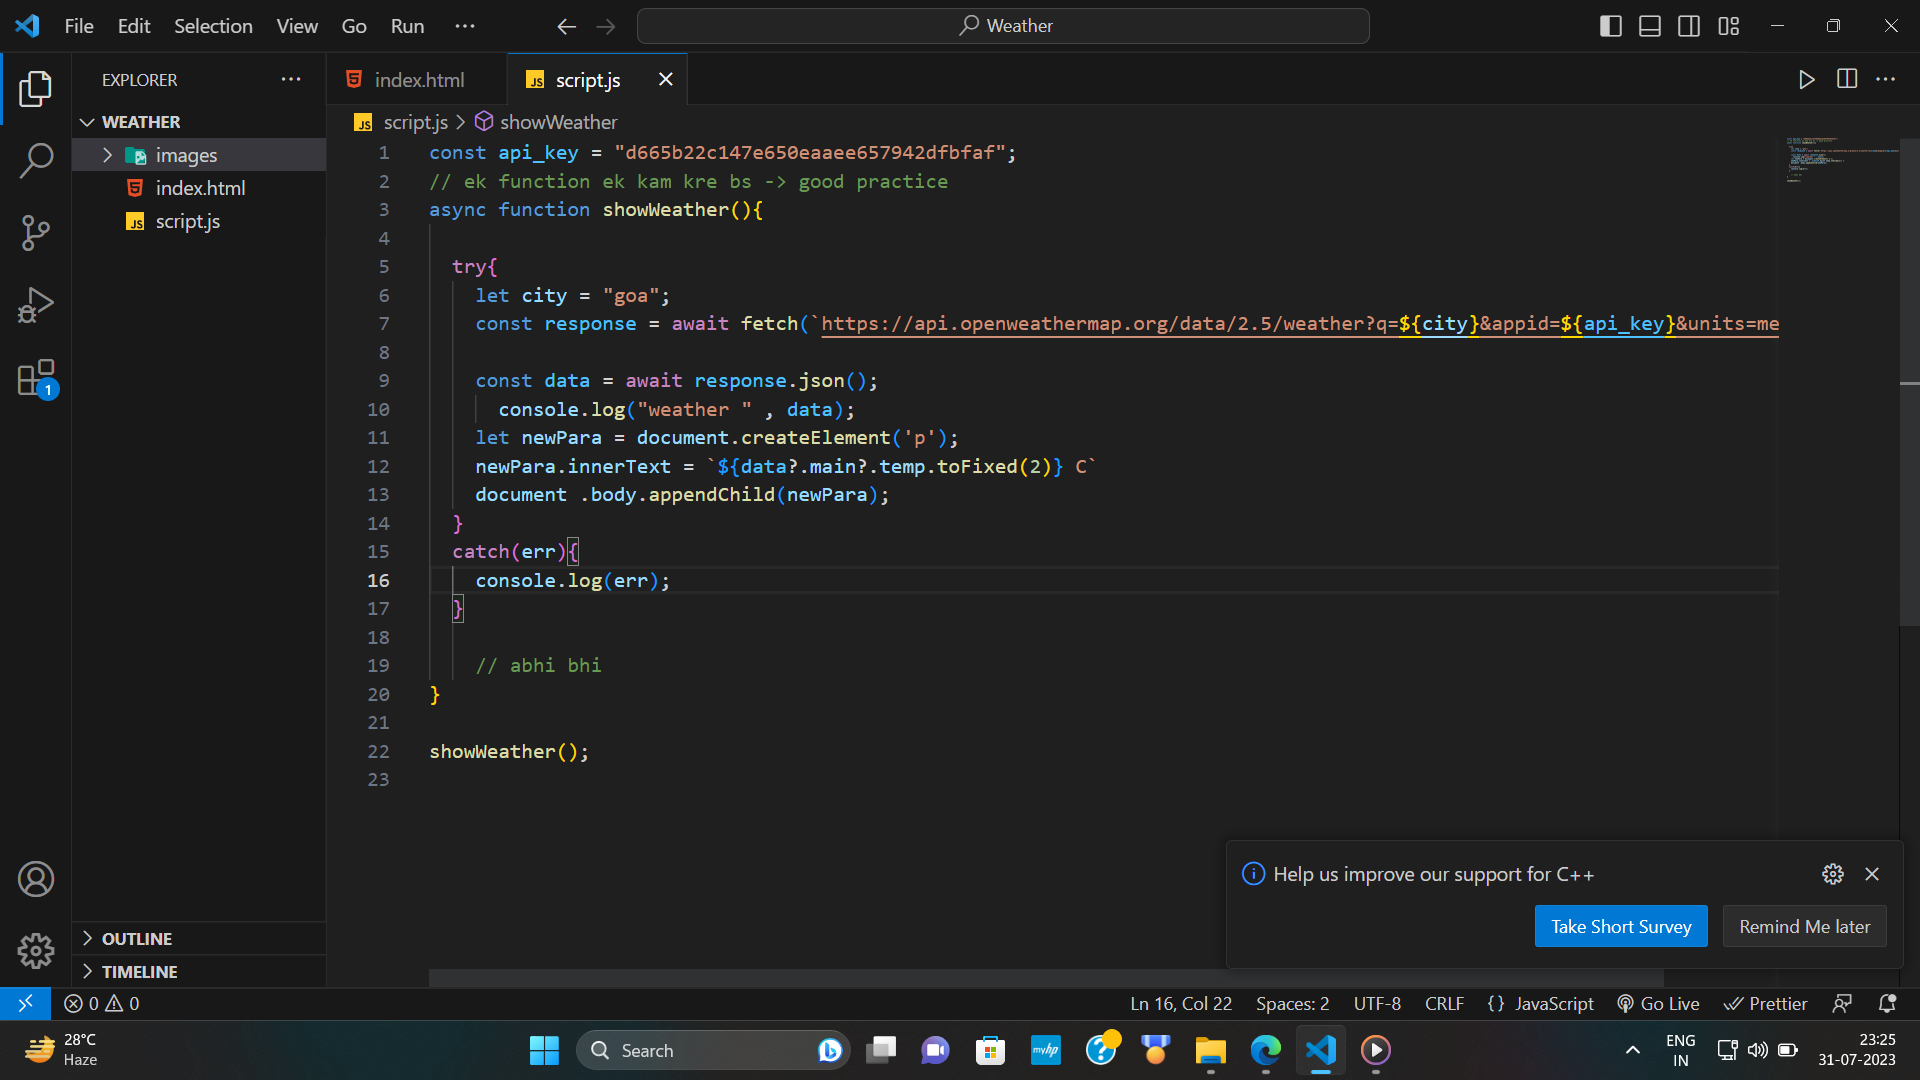 File Edit Selection View Go Run ...
Weather
EXPLORER ...
WEATHER
images
index.html
script.js
index.html
script.js
script.js > showWeather
1 const api_key = "d665b22c147e650eaaee657942dfbfaf";
2 // ek function ek kam kre bs -> good practice
3 async function showWeather(){
4
5 try{
6 let city = "goa";
7 const response = await fetch(`https://api.openweathermap.org/data/2.5/weather?q=${city}&appid=${api_key}&units=me
8
9 const data = await response.json();
10 console.log("weather " , data);
11 let newPara = document.createElement('p');
12 newPara.innerText = `${data?.main?.temp.toFixed(2)} C`
13 document .body.appendChild(newPara);
14 }
15 catch(err){
16 console.log(err);
17 }
18
19 // abhi bhi
20 }
21
22 showWeather();
23
1
OUTLINE
TIMELINE
Help us improve our support for C++
Take Short Survey
Remind Me later
0 0
Ln 16, Col 22 Spaces: 2 UTF-8 CRLF {} JavaScript Go Live Prettier
28°C
Haze
Search
myhp
ENG
IN
23:25
31-07-2023